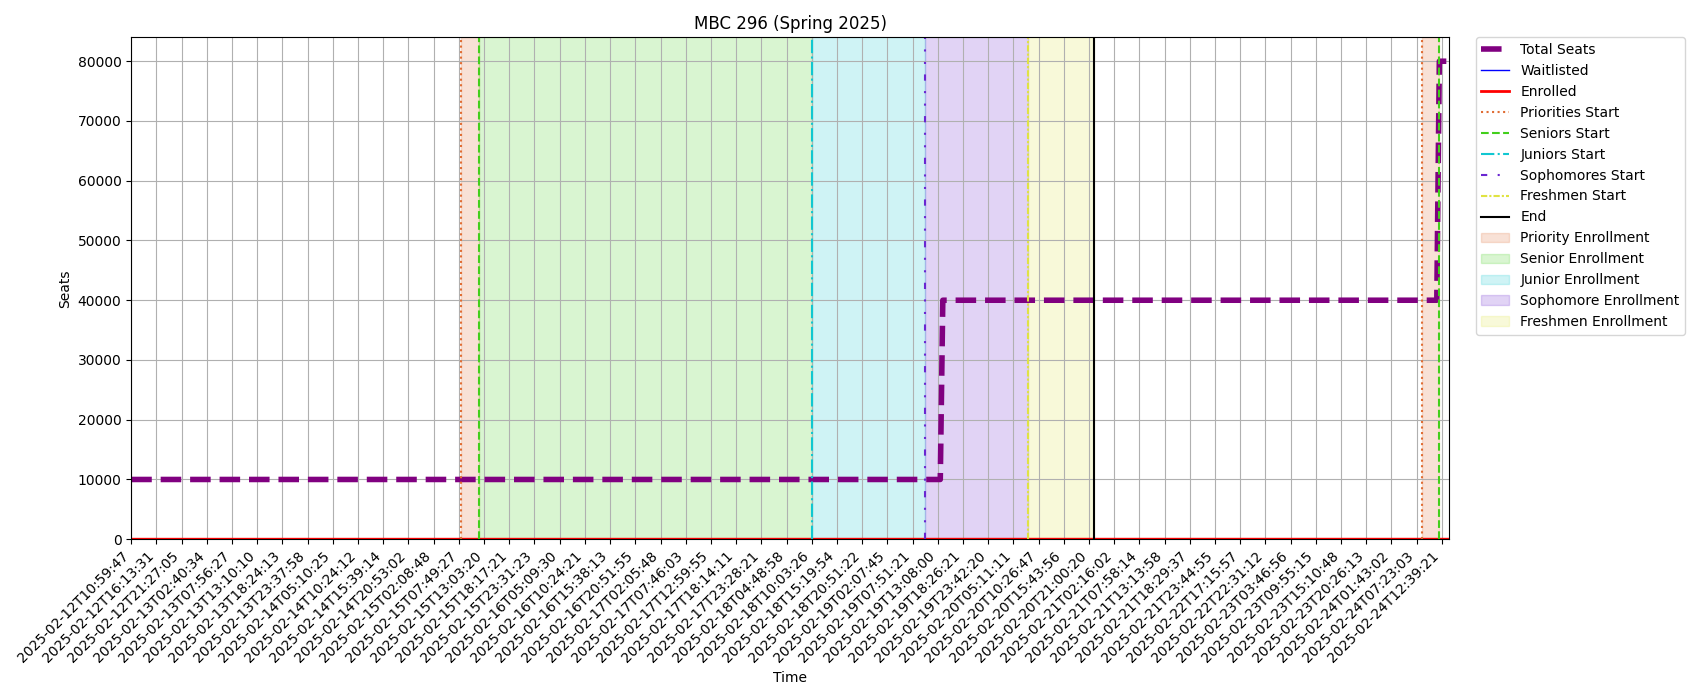 MBC 296 (Spring 2025)
Seats
80000
70000
60000
50000
40000
30000
20000
10000
0
2025-02-12T10:59:47
2025-02-12T16:13:31
2025-02-12T21:27:05
2025-02-13T02:40:34
2025-02-13T07:56:27
2025-02-13T13:10:10
2025-02-13T18:24:13
2025-02-13T23:37:58
2025-02-14T05:10:25
2025-02-14T10:24:12
2025-02-14T15:39:14
2025-02-14T20:53:02
2025-02-15T02:08:48
2025-02-15T07:49:27
2025-02-15T13:03:20
2025-02-15T18:17:21
2025-02-15T23:31:23
2025-02-16T05:09:30
2025-02-16T10:24:21
2025-02-16T15:38:13
2025-02-16T20:51:55
2025-02-17T02:05:48
2025-02-17T07:46:03
2025-02-17T12:59:55
2025-02-17T18:14:11
2025-02-17T23:28:21
2025-02-18T04:48:58
2025-02-18T10:03:26
2025-02-18T15:19:54
2025-02-18T20:51:22
2025-02-19T02:07:45
2025-02-19T07:51:21
2025-02-19T13:08:00
2025-02-19T18:26:21
2025-02-19T23:42:20
2025-02-20T05:11:11
2025-02-20T10:26:47
2025-02-20T15:43:56
2025-02-20T21:00:20
2025-02-21T02:16:02
2025-02-21T07:58:14
2025-02-21T13:13:58
2025-02-21T18:29:37
2025-02-21T23:44:55
2025-02-22T17:15:57
2025-02-22T22:31:12
2025-02-23T03:46:56
2025-02-23T09:55:15
2025-02-23T15:10:48
2025-02-23T20:26:13
2025-02-24T01:43:02
2025-02-24T07:23:03
2025-02-24T12:39:21
Time
Total Seats
Waitlisted
Enrolled
Priorities Start
Seniors Start
Juniors Start
Sophomores Start
Freshmen Start
End
Priority Enrollment
Senior Enrollment
Junior Enrollment
Sophomore Enrollment
Freshmen Enrollment